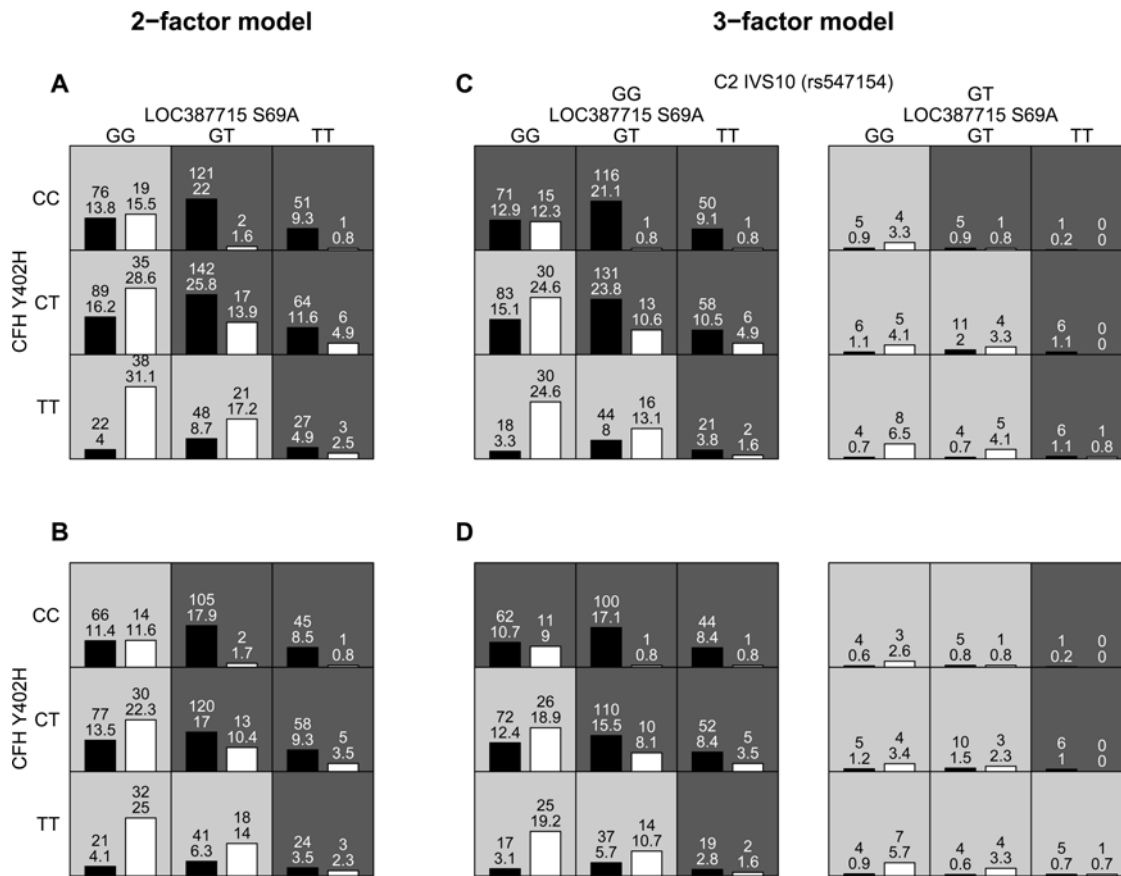 2−factor model
3−factor model
A
LOC387715 S69A
GG GT TT
CFH Y402H
CC
76 19 121 2 51 1
13.8 15.5 22 1.6 9.3 0.8
CT
89 35 142 17 64 6
16.2 28.6 25.8 13.9 11.6 4.9
TT
22 38 48 21 27 3
4 31.1 8.7 17.2 4.9 2.5
C
C2 IVS10 (rs547154)
GG
LOC387715 S69A
GG GT TT
71 15 116 1 50 1
12.9 12.3 21.1 0.8 9.1 0.8
83 30 131 13 58 6
15.1 24.6 23.8 10.6 10.5 4.9
18 30 44 16 21 2
3.3 24.6 8 13.1 3.8 1.6
GT
LOC387715 S69A
GG GT TT
5 4 5 1 1 0
0.9 3.3 0.9 0.8 0.2 0
6 5 11 4 6 0
1.1 4.1 2 3.3 1.1 0
4 8 4 5 6 1
0.7 6.5 0.7 4.1 1.1 0.8
B
CFH Y402H
CC
66 14 105 2 45 1
11.4 11.6 17.9 1.7 8.5 0.8
CT
77 30 120 13 58 5
13.5 22.3 17 10.4 9.3 3.5
TT
21 32 41 18 24 3
4.1 25 6.3 14 3.5 2.3
D
62 11 100 1 44 1
10.7 9 17.1 0.8 8.4 0.8
72 26 110 10 52 5
12.4 18.9 15.5 8.1 8.4 3.5
17 25 37 14 19 2
3.1 19.2 5.7 10.7 2.8 1.6
4 3 5 1 1 0
0.6 2.6 0.8 0.8 0.2 0
5 4 10 3 6 0
1.2 3.4 1.5 2.3 1 0
4 7 4 4 5 1
0.9 5.7 0.6 3.3 0.7 0.7